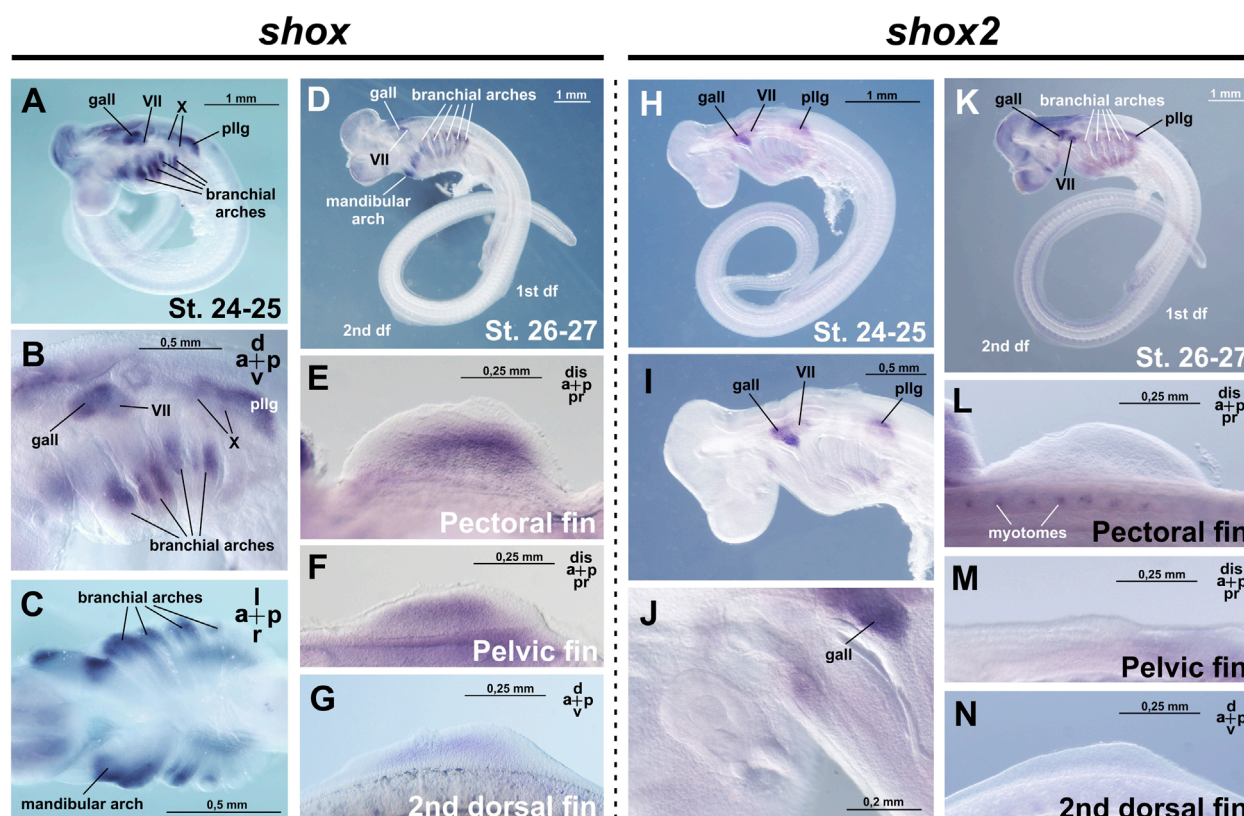 shox
shox2
A
gall
VII
X
1 mm
pllg
branchial
arches
St. 24-25
B
0,5 mm
d
a+p
v
gall
VII
X
pllg
branchial arches
C
branchial arches
l
a+p
r
mandibular arch
0,5 mm
D
gall
branchial arches
1 mm
VII
mandibular
arch
1st df
2nd df
St. 26-27
E
0,25 mm
dis
a+p
pr
Pectoral fin
F
0,25 mm
dis
a+p
pr
Pelvic fin
G
0,25 mm
d
a+p
v
2nd dorsal fin
H
gall
VII
pllg
1 mm
St. 24-25
I
gall
VII
pllg
0,5 mm
J
gall
0,2 mm
K
gall
branchial arches
1 mm
pllg
VII
1st df
2nd df
St. 26-27
L
0,25 mm
dis
a+p
pr
myotomes
Pectoral fin
M
0,25 mm
dis
a+p
pr
Pelvic fin
N
0,25 mm
d
a+p
v
2nd dorsal fin